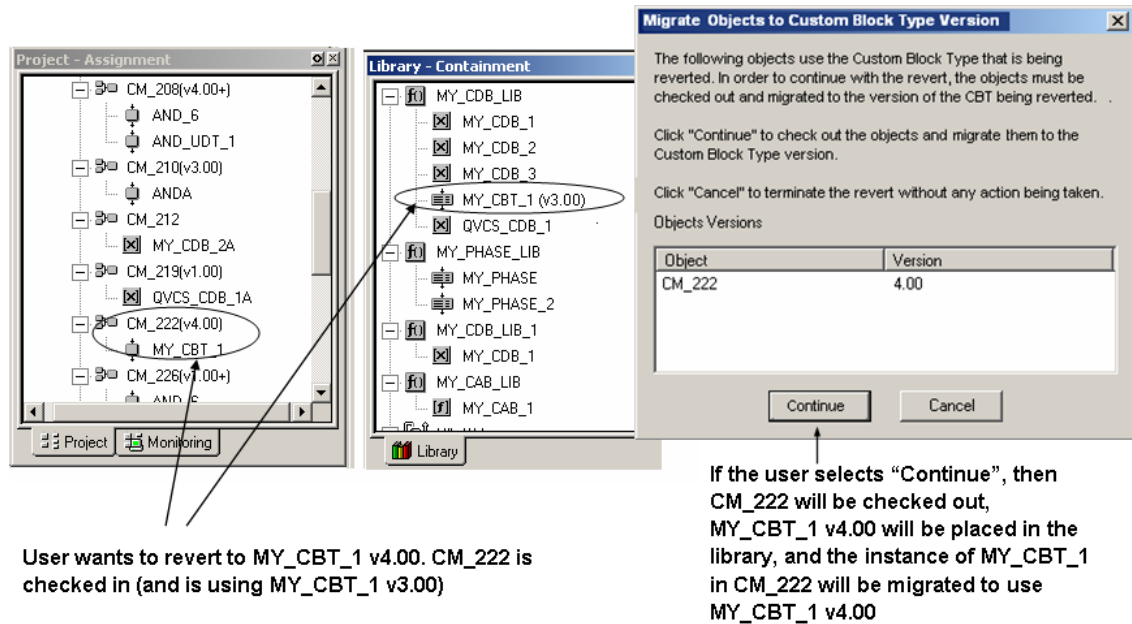 Project - Assignment
CM_208(v4.00+)
AND_6
AND_UDT_1
CM_210(v3.00)
ANDA
CM_212
MY_CDB_2A
CM_219(v1.00)
QVCS_CDB_1A
CM_222(v4.00)
MY_CBT_1
CM_226(v1.00+)
AND_6
Project
Monitoring
Library - Containment
MY_CDB_LIB
MY_CDB_1
MY_CDB_2
MY_CDB_3
MY_CBT_1 (v3.00)
QVCS_CDB_1
MY_PHASE_LIB
MY_PHASE
MY_PHASE_2
MY_CDB_LIB_1
MY_CDB_1
MY_CAB_LIB
MY_CAB_1
Library
Migrate Objects to Custom Block Type Version
The following objects use the Custom Block Type that is being
reverted. In order to continue with the revert, the objects must be
checked out and migrated to the version of the CBT being reverted. .
Click "Continue" to check out the objects and migrate them to the
Custom Block Type version.
Click "Cancel" to terminate the revert without any action being taken.
Objects Versions
Object Version
CM_222 4.00
Continue Cancel
User wants to revert to MY_CBT_1 v4.00. CM_222 is
checked in (and is using MY_CBT_1 v3.00)
If the user selects “Continue”, then
CM_222 will be checked out,
MY_CBT_1 v4.00 will be placed in the
library, and the instance of MY_CBT_1
in CM_222 will be migrated to use
MY_CBT_1 v4.00